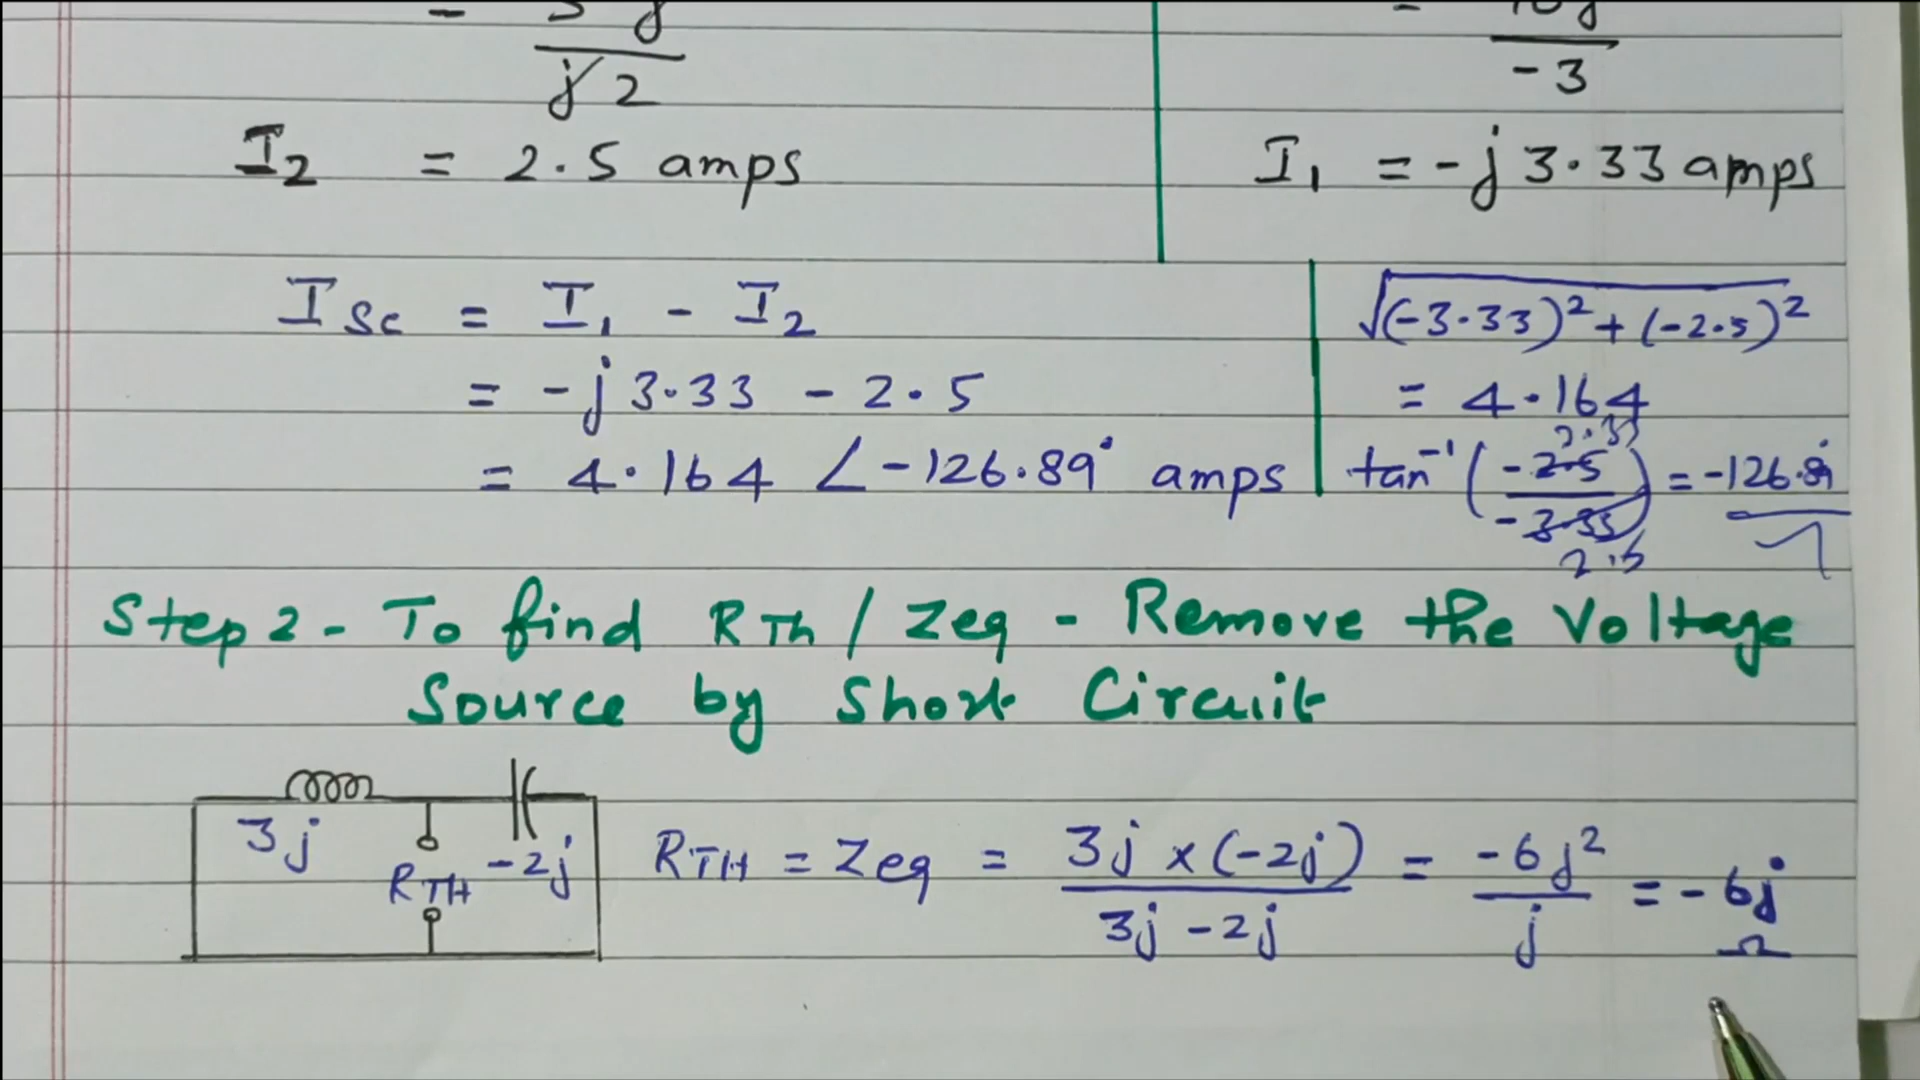 j2
-3
I2 = 2.5 amps
I1 = -j 3.33 amps
Isc = I1 - I2
= -j 3.33 - 2.5
= 4.164 ∠-126.89° amps
√(-3.33)² + (-2.5)²
= 4.164
tan⁻¹ ( ) = -126.89
Step 2 - To find RTh / Zeq - Remove the Voltage
Source by Short Circuit
3j
RTH
-2j
RTH = Zeq = 3j x (-2j) / 3j - 2j = -6j² / j = -6j Ω